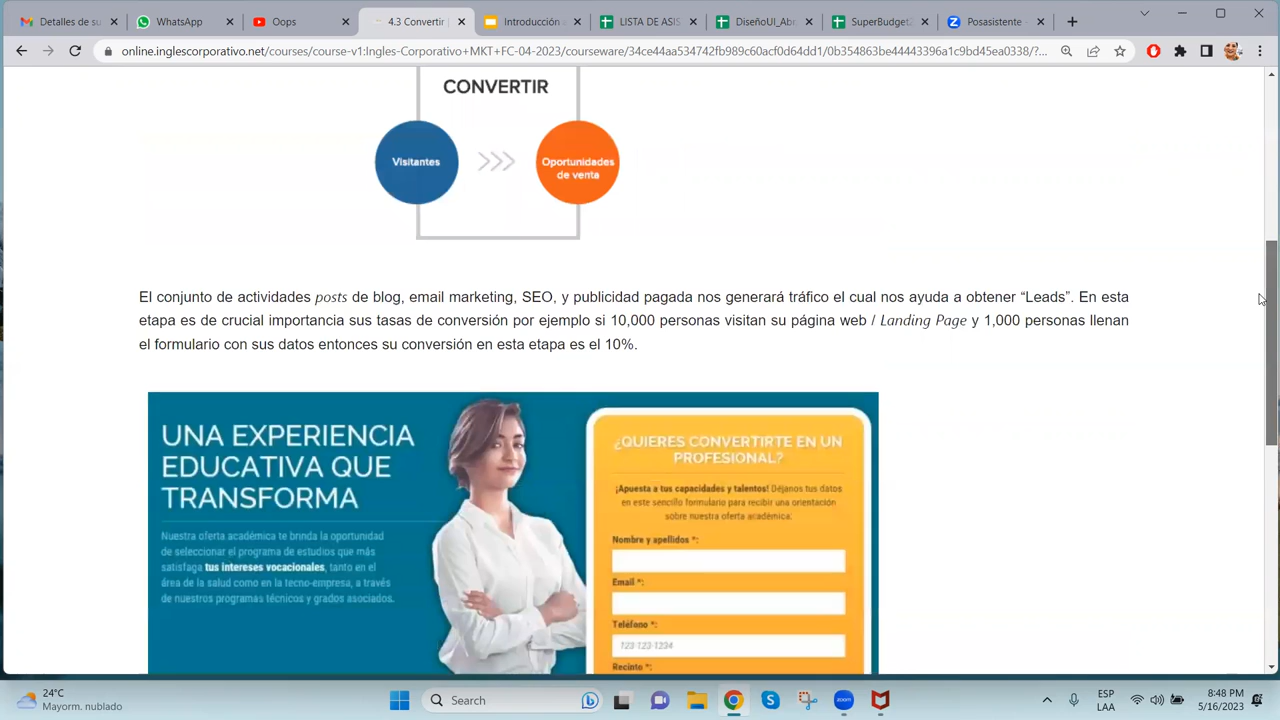 Detalles de su
WhatsApp
Oops
4.3 Convertir |
Introducción a
LISTA DE ASIS
DiseñoUI_Abr
SuperBudget
Posasistente -
online.inglescorporativo.net/courses/course-v1:Ingles-Corporativo+MKT+FC-04-2023/courseware/34ce44aa534742fb989c60acf0d64dd1/0b354863be44443396a1c9bd45ea0338/?...
CONVERTIR
Visitantes
Oportunidades
de venta
El conjunto de actividades posts de blog, email marketing, SEO, y publicidad pagada nos generará tráfico el cual nos ayuda a obtener “Leads”. En esta
etapa es de crucial importancia sus tasas de conversión por ejemplo si 10,000 personas visitan su página web / Landing Page y 1,000 personas llenan
el formulario con sus datos entonces su conversión en esta etapa es el 10%.
UNA EXPERIENCIA
EDUCATIVA QUE
TRANSFORMA
Nuestra oferta académica te brinda la oportunidad
de seleccionar el programa de estudios que más
satisfaga tus intereses vocacionales, tanto en el
área de la salud como en la tecno-empresa, a través
de nuestros programas técnicos y grados asociados.
¿QUIERES CONVERTIRTE EN UN
PROFESIONAL?
¡Apuesta a tus capacidades y talentos! Déjanos tus datos
en este sencillo formulario para recibir una orientación
sobre nuestra oferta académica:
Nombre y apellidos *:
Email *:
Teléfono *:
123-123-1234
Recinto *:
24°C
Mayorm. nublado
Search
zoom
ESP
LAA
8:48 PM
5/16/2023